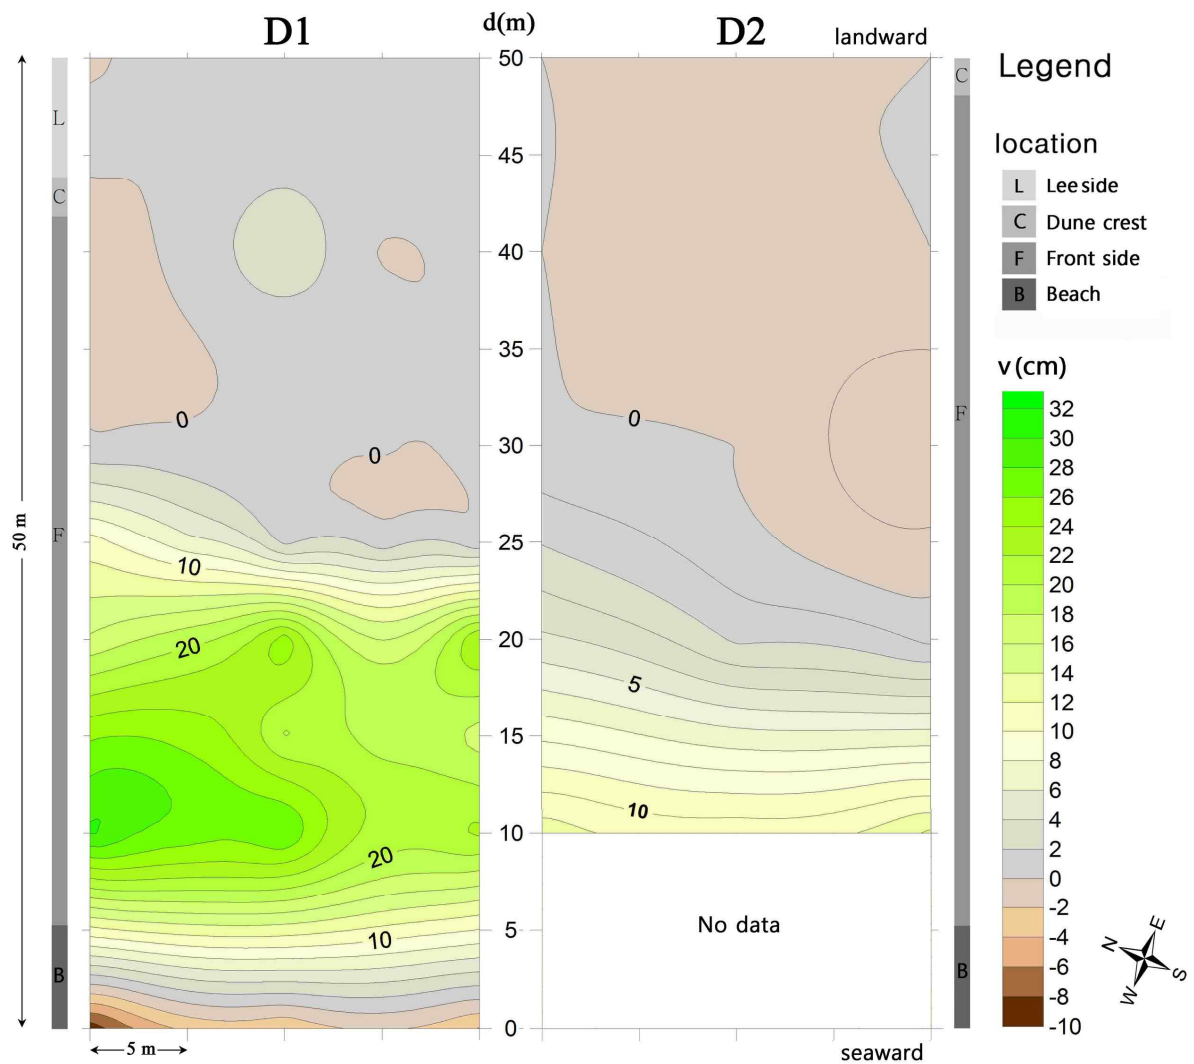 D1
d(m)
D2
landward
50 m
L
C
F
B
0
0
10
20
20
10
5 m
50
45
40
35
30
25
20
15
10
5
0
0
5
10
No data
seaward
C
F
B
Legend
location
L Lee side
C Dune crest
F Front side
B Beach
v (cm)
32
30
28
26
24
22
20
18
16
14
12
10
8
6
4
2
0
-2
-4
-6
-8
-10
N
E
W
S